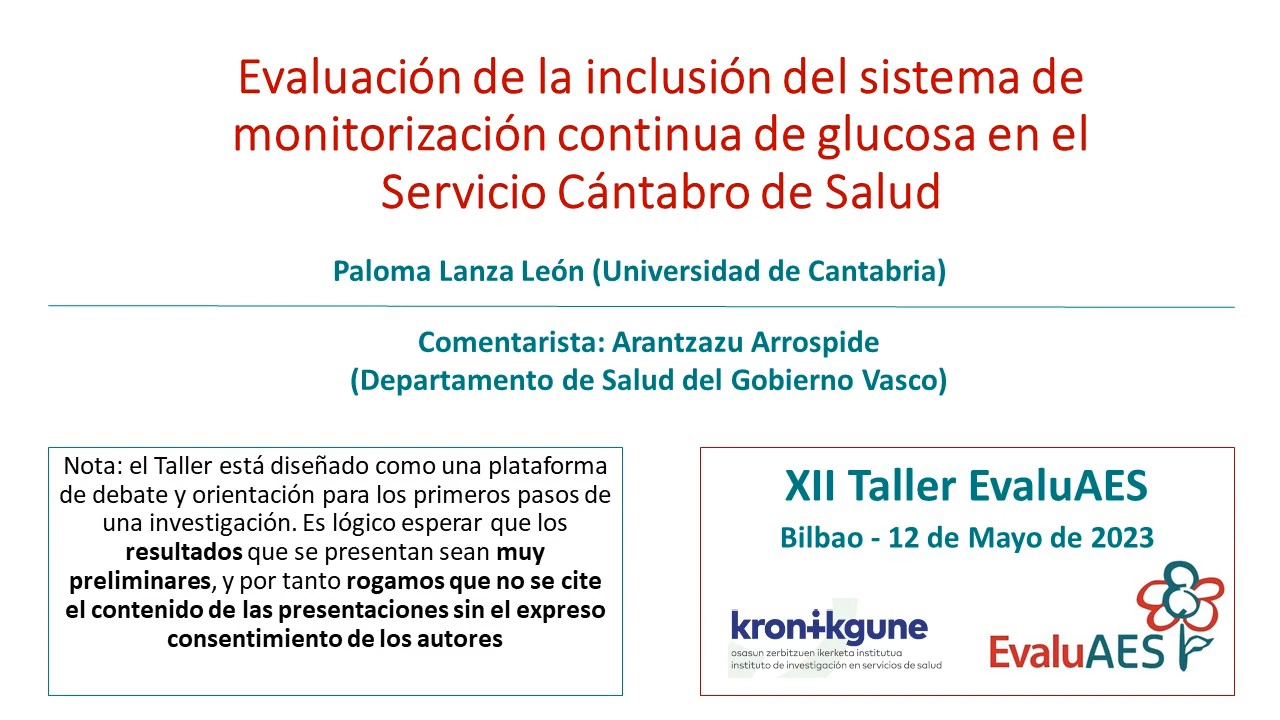 Evaluación de la inclusión del sistema de
monitorización continua de glucosa en el
Servicio Cántabro de Salud
Paloma Lanza León (Universidad de Cantabria)
Comentarista: Arantzazu Arrospide
(Departamento de Salud del Gobierno Vasco)
Nota: el Taller está diseñado como una plataforma
de debate y orientación para los primeros pasos de
una investigación. Es lógico esperar que los
resultados que se presentan sean muy
preliminares, y por tanto rogamos que no se cite
el contenido de las presentaciones sin el expreso
consentimiento de los autores
XII Taller EvaluAES
Bilbao - 12 de Mayo de 2023
kronikgune
osasun zerbitzuen ikerketa institutua
instituto de investigación en servicios de salud
EvaluAES